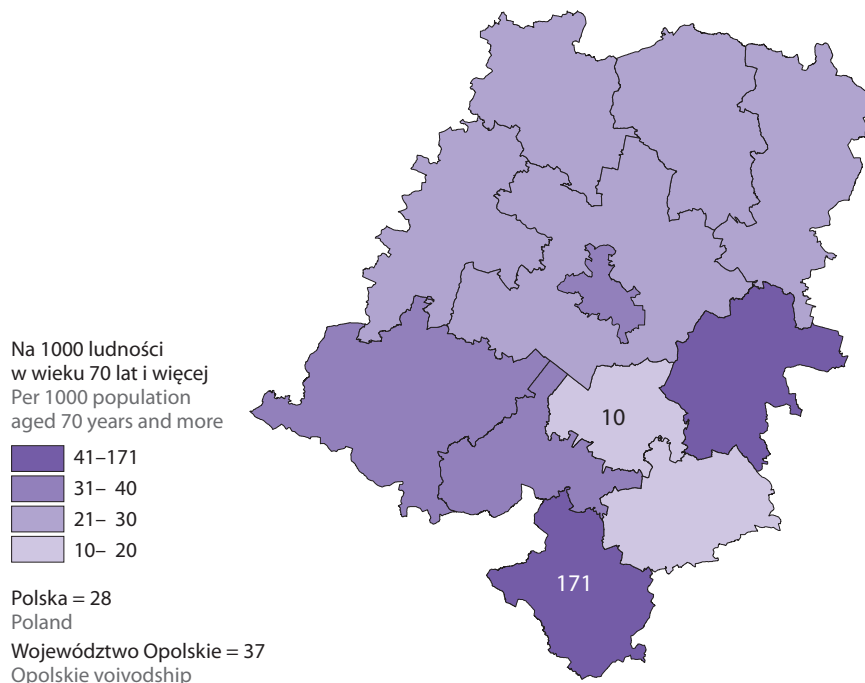 10
171
Na 1000 ludności
w wieku 70 lat i więcej
Per 1000 population
aged 70 years and more
41–171
31– 40
21– 30
10– 20
Polska = 28
Poland
Województwo Opolskie = 37
Opolskie voivodship